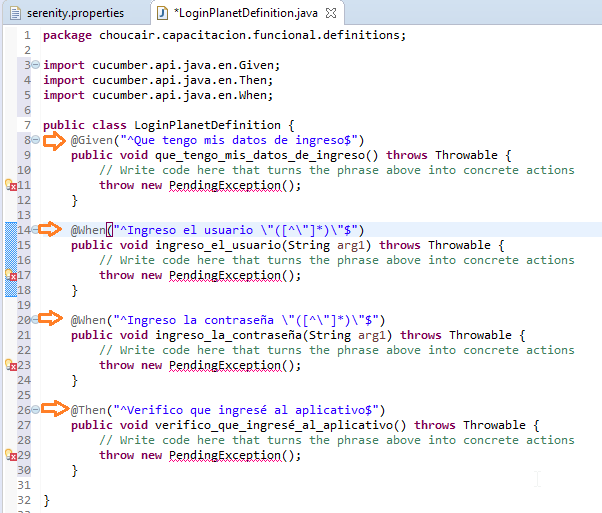 serenity.properties
*LoginPlanetDefinition.java
1 package choucair.capacitacion.funcional.definitions;
2
3 import cucumber.api.java.en.Given;
4 import cucumber.api.java.en.Then;
5 import cucumber.api.java.en.When;
6
7 public class LoginPlanetDefinition {
8 @Given("^Que tengo mis datos de ingreso$")
9 public void que_tengo_mis_datos_de_ingreso() throws Throwable {
10 // Write code here that turns the phrase above into concrete actions
11 throw new PendingException();
12 }
13
14 @When("^Ingreso el usuario \"([^\"]*)\"$")
15 public void ingreso_el_usuario(String arg1) throws Throwable {
16 // Write code here that turns the phrase above into concrete actions
17 throw new PendingException();
18 }
19
20 @When("^Ingreso la contraseña \"([^\"]*)\"$")
21 public void ingreso_la_contraseña(String arg1) throws Throwable {
22 // Write code here that turns the phrase above into concrete actions
23 throw new PendingException();
24 }
25
26 @Then("^Verifico que ingresé al aplicativo$")
27 public void verifico_que_ingresé_al_aplicativo() throws Throwable {
28 // Write code here that turns the phrase above into concrete actions
29 throw new PendingException();
30 }
31
32 }